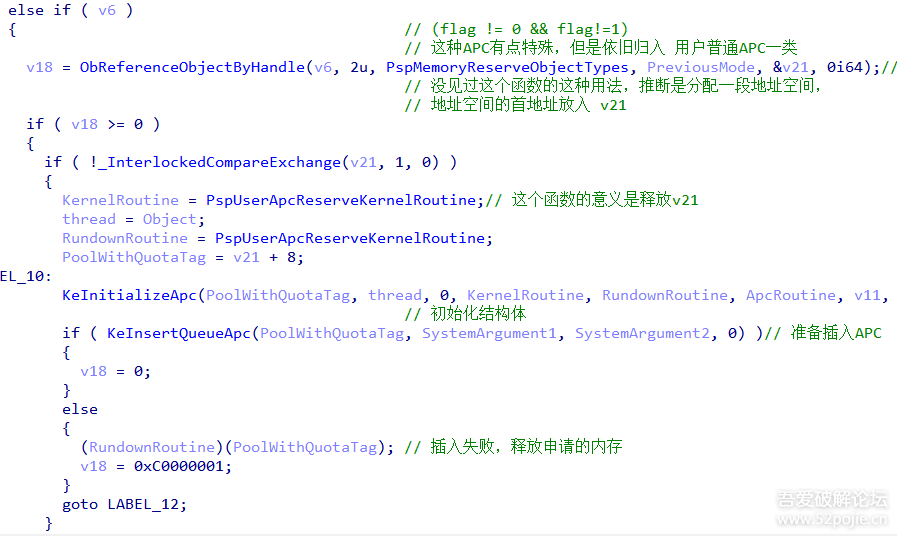 else if ( v6 )
{ // (flag != 0 && flag!=1)
// 这种APC有点特殊，但是依旧归入 用户普通APC一类
v18 = ObReferenceObjectByHandle(v6, 2u, PspMemoryReserveObjectTypes, PreviousMode, &v21, 0i64);//
// 没见过这个函数的这种用法，推断是分配一段地址空间，
// 地址空间的首地址放入 v21
if ( v18 >= 0 )
{
if ( !_InterlockedCompareExchange(v21, 1, 0) )
{
KernelRoutine = PspUserApcReserveKernelRoutine;// 这个函数的意义是释放v21
thread = Object;
RundownRoutine = PspUserApcReserveKernelRoutine;
PoolWithQuotaTag = v21 + 8;
EL_10:
KeInitializeApc(PoolWithQuotaTag, thread, 0, KernelRoutine, RundownRoutine, ApcRoutine, v11,
// 初始化结构体
if ( KeInsertQueueApc(PoolWithQuotaTag, SystemArgument1, SystemArgument2, 0) )// 准备插入APC
{
v18 = 0;
}
else
{
(RundownRoutine)(PoolWithQuotaTag); // 插入失败，释放申请的内存
v18 = 0xC0000001;
}
goto LABEL_12;
}
吾爱破解论坛
www.52pojie.cn